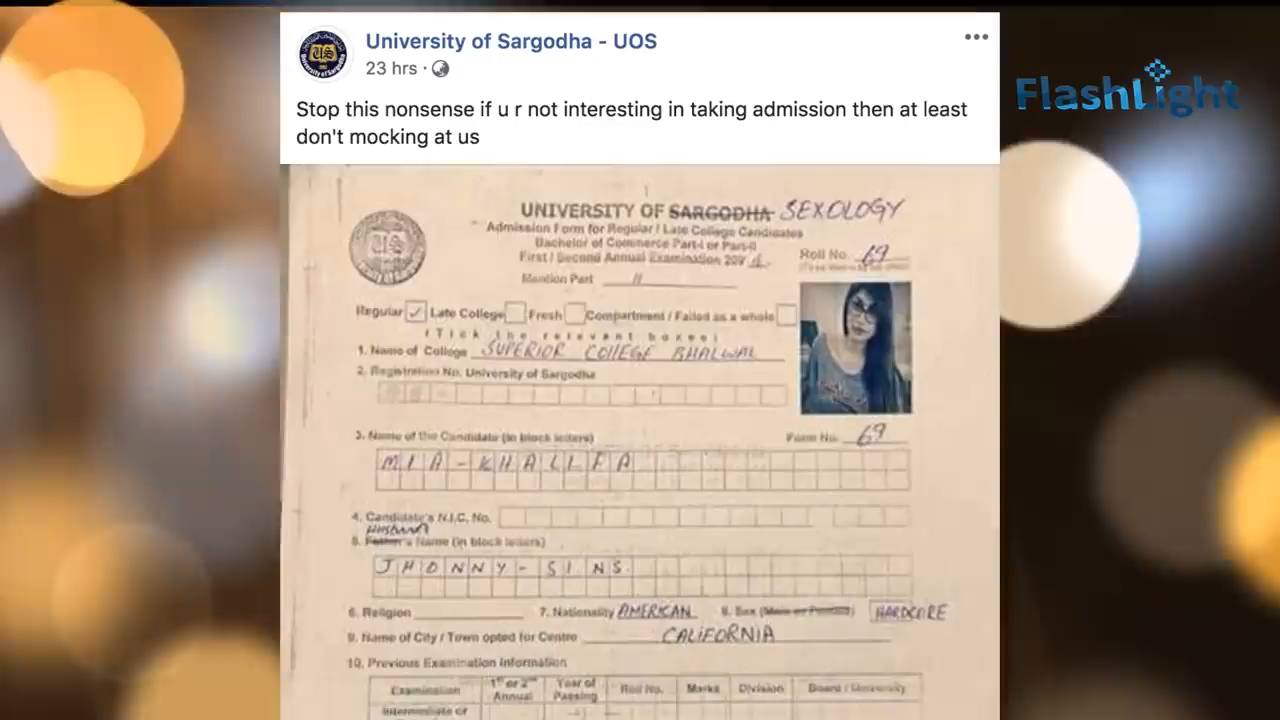 University of Sargodha - UOS
23 hrs ·
FlashLight
Stop this nonsense if u r not interesting in taking admission then at least
don't mocking at us
UNIVERSITY OF SARGODHA SEXOLOGY
Admission Form for Regular / Late College Candidates
Bachelor of Commerce Part-I or Part-II
First / Second Annual Examination
Roll No. 69
Mention Part 11
Regular ✓ Late College Fresh Compartment / Failed as a whole
(Tick the relevant boxes)
1. Name of College SUPERIOR COllEGE BHALWAL
2. Registration No. University of Sargodha
3. Name of the Candidate (in block letters) Form No. 69
MIA-KHALIFA
4. Candidate's N.I.C. No.
Husband
5. Father's Name (in block letters)
JHONNY-SINS
6. Religion 7. Nationality AMERICAN 8. Sex (Male or Female) HARDCORE
9. Name of City / Town opted for Centre CALIFORNIA
10. Previous Examination Information
Examination 1st or 2nd Annual Year of Passing Roll No. Marks Division Board / University
Intermediate or